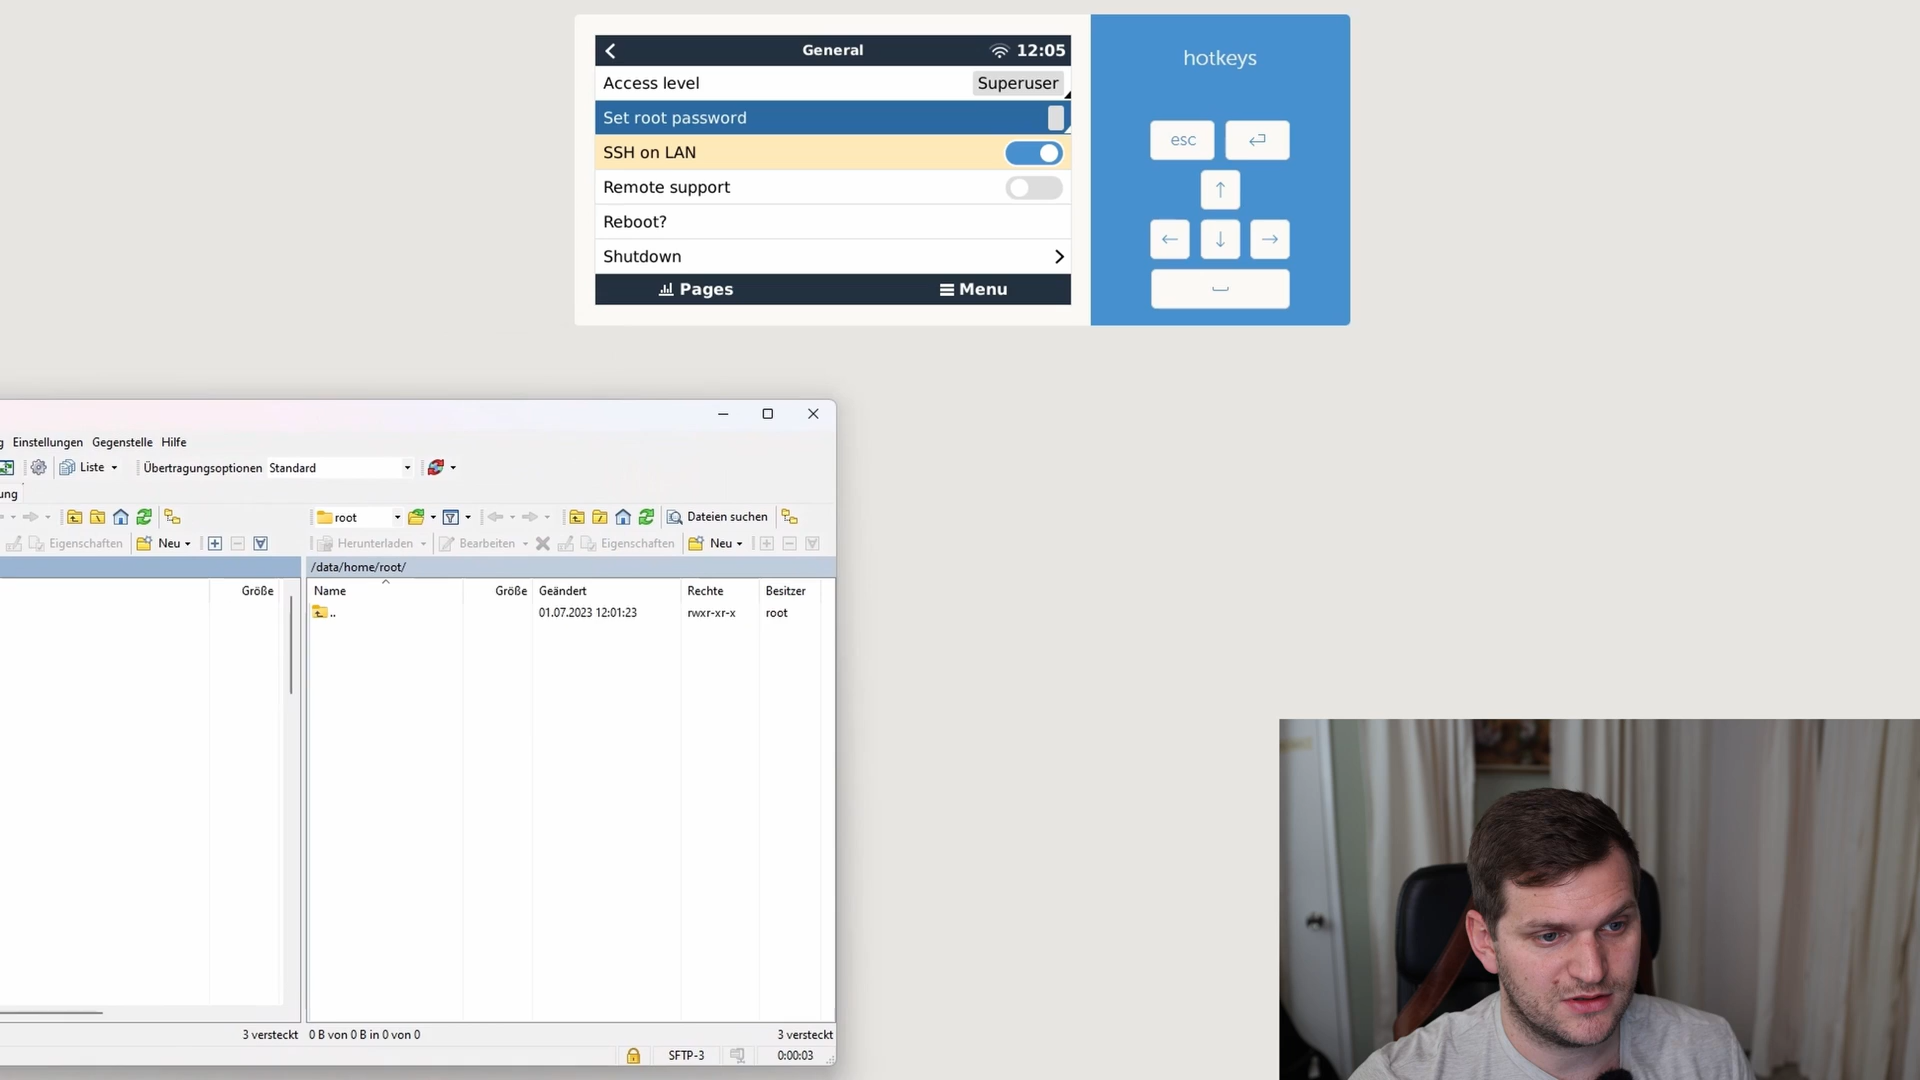 General
12:05
hotkeys
Access level
Superuser
Set root password
esc
SSH on LAN
Remote support
Reboot?
Shutdown
Pages
Menu
Einstellungen Gegenstelle Hilfe
Liste
Übertragungsoptionen Standard
ung
root
Dateien suchen
Eigenschaften
Neu
Herunterladen
Bearbeiten
Eigenschaften
Neu
/data/home/root/
Größe
Name
Größe
Geändert
Rechte
Besitzer
..
01.07.2023 12:01:23
rwxr-xr-x
root
3 versteckt
0 B von 0 B in 0 von 0
3 versteckt
SFTP-3
0:00:03